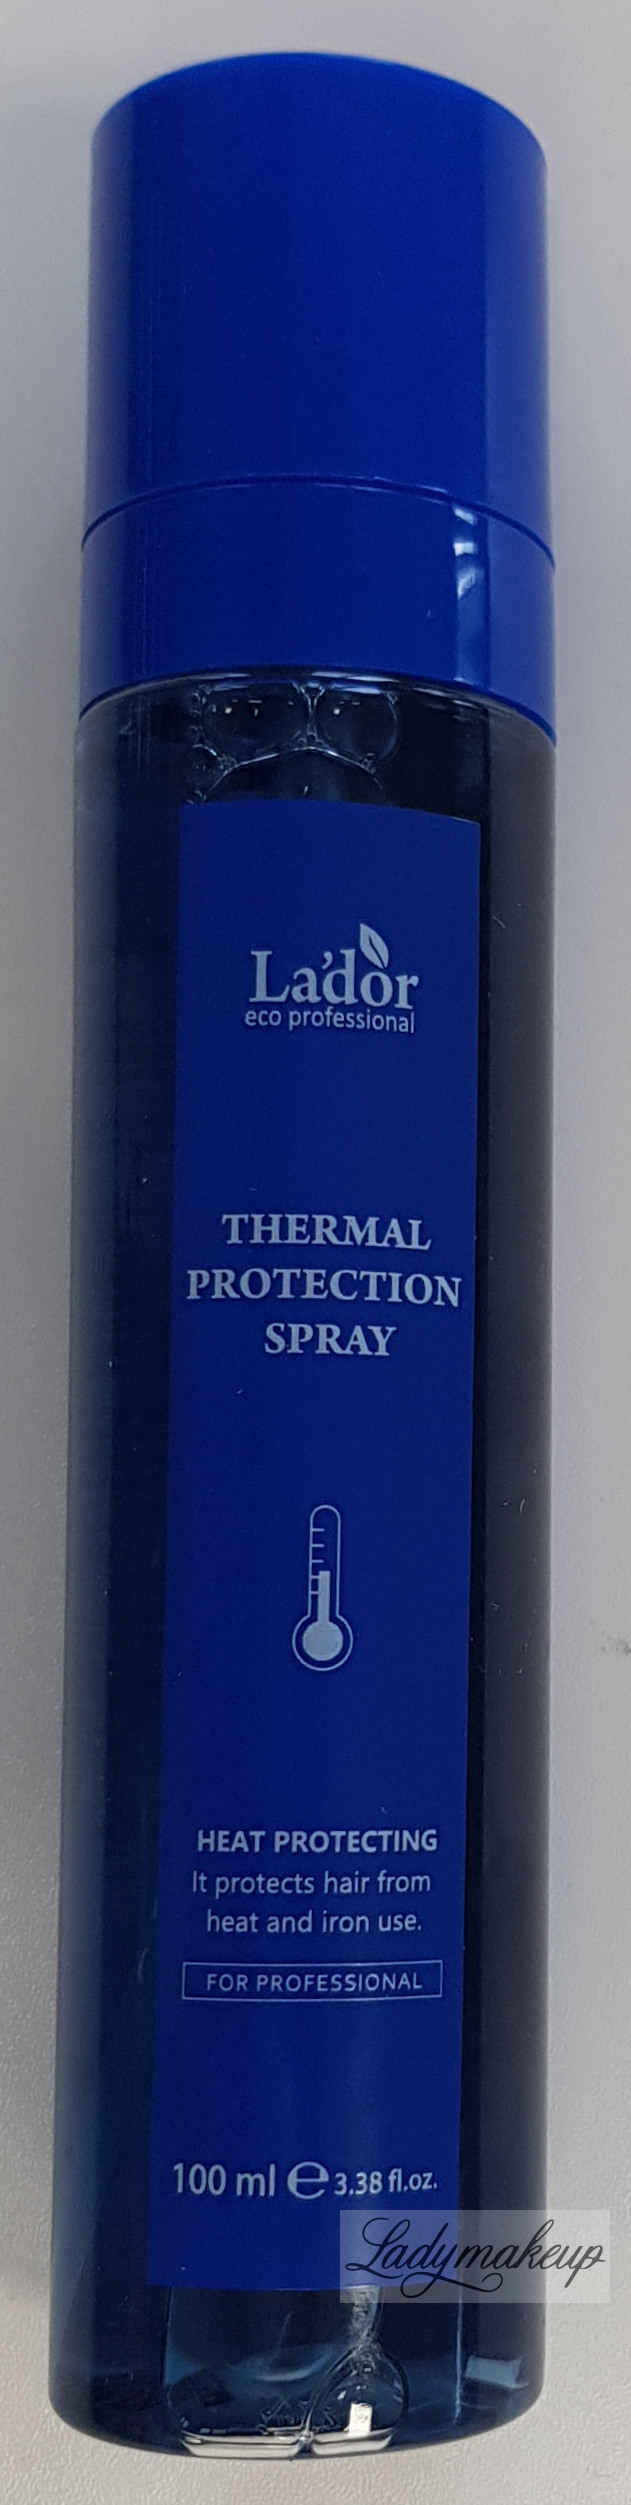 La'dor
eco professional
THERMAL
PROTECTION
SPRAY
HEAT PROTECTING
It protects hair from
heat and iron use.
FOR PROFESSIONAL
100 ml ℮ 3.38 fl.oz.
Ladymakeup